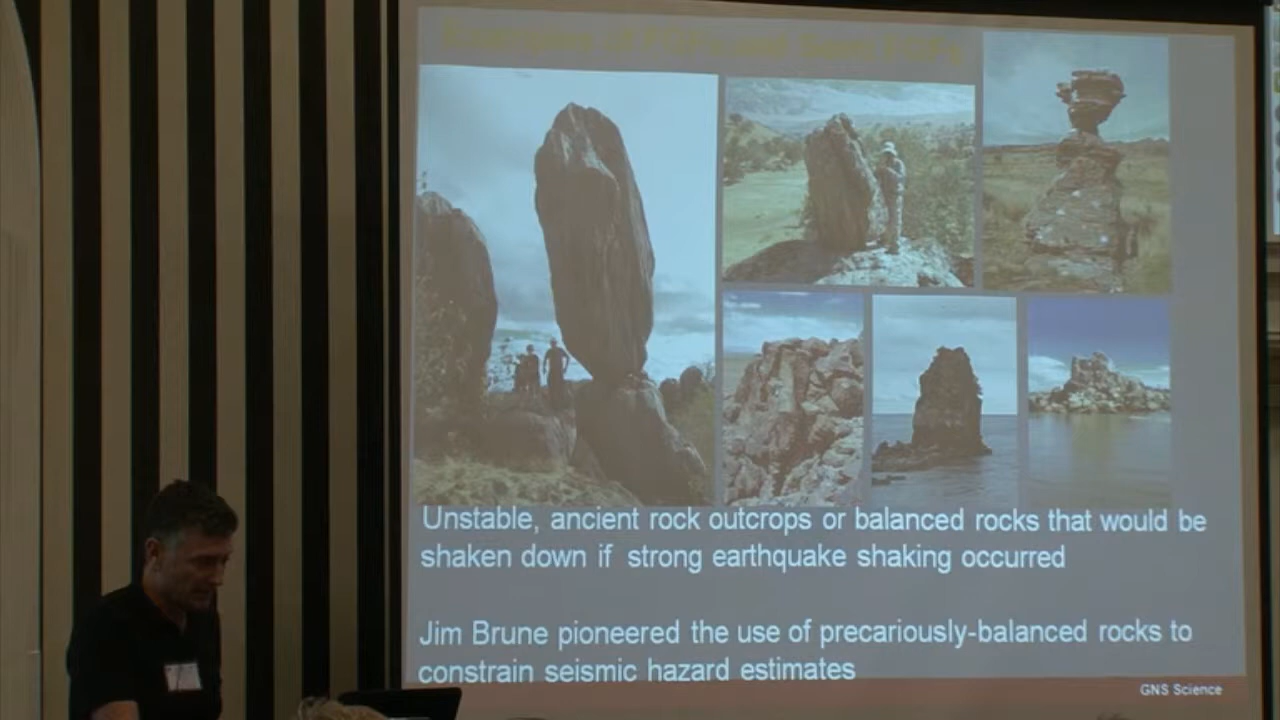 Unstable, ancient rock outcrops or balanced rocks that would be
shaken down if strong earthquake shaking occurred
Jim Brune pioneered the use of precariously-balanced rocks to
constrain seismic hazard estimates
GNS Science